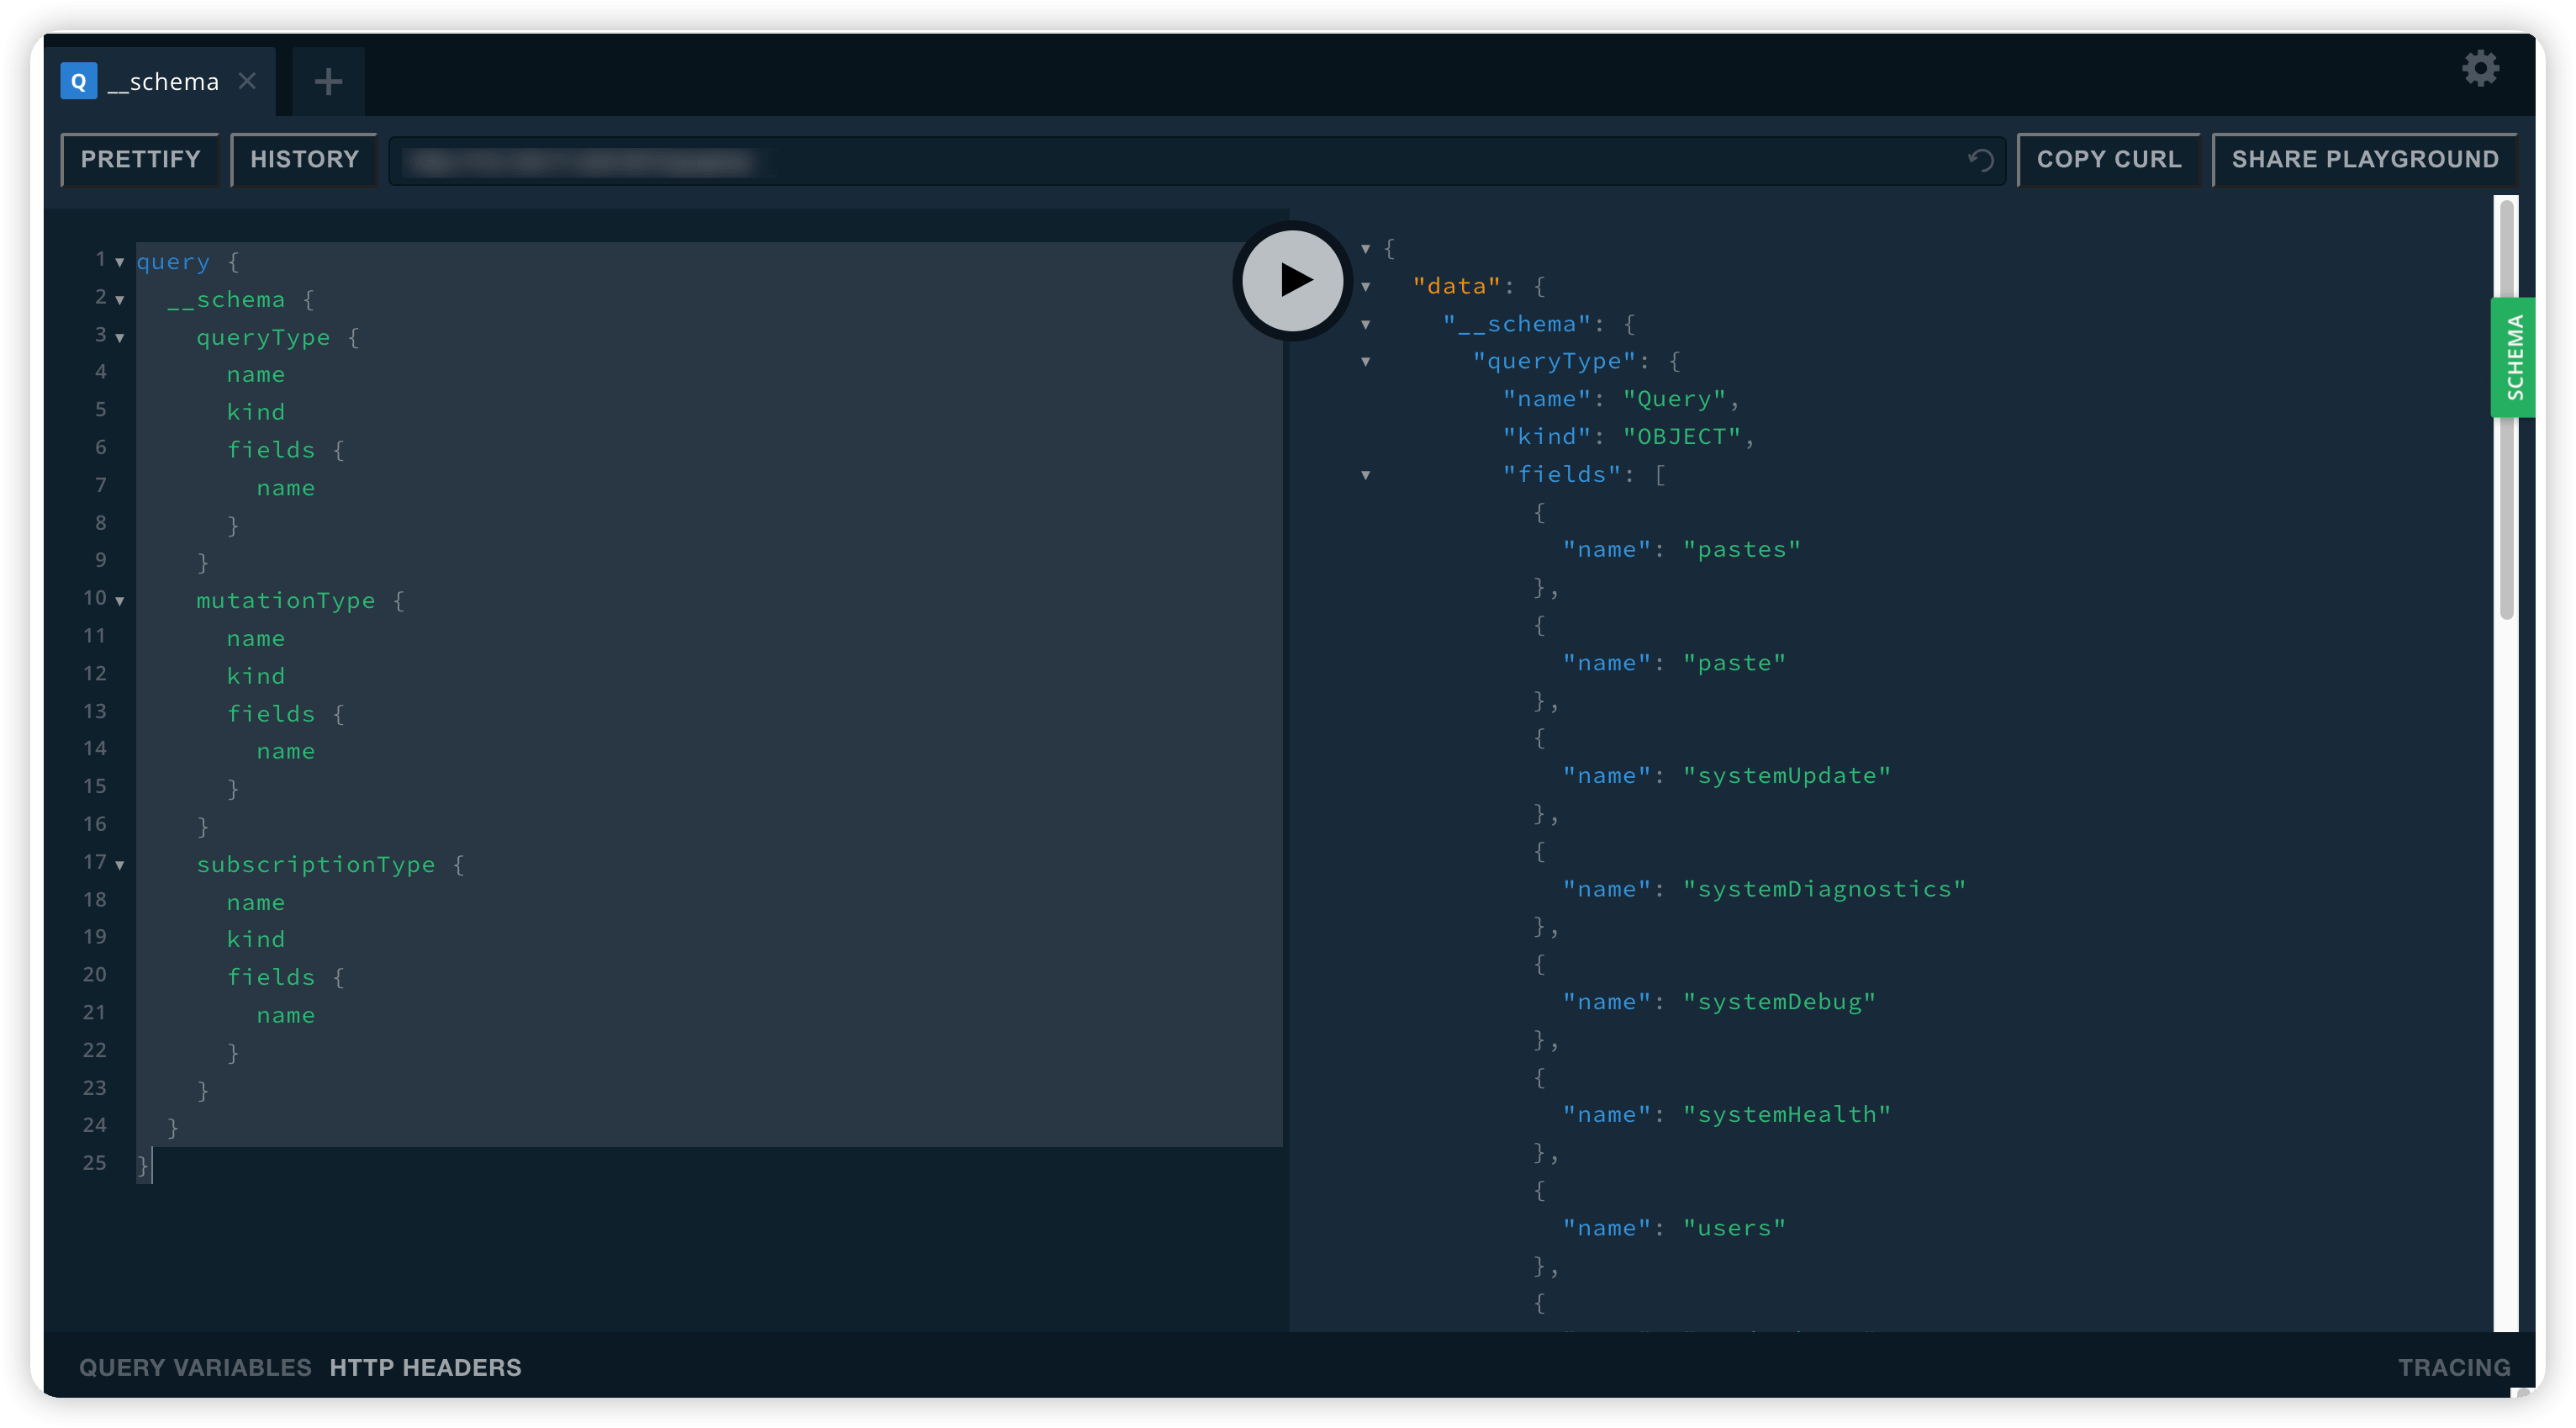 Q __schema
PRETTIFY HISTORY COPY CURL SHARE PLAYGROUND
1 query {
2 __schema {
3 queryType {
4 name
5 kind
6 fields {
7 name
8 }
9 }
10 mutationType {
11 name
12 kind
13 fields {
14 name
15 }
16 }
17 subscriptionType {
18 name
19 kind
20 fields {
21 name
22 }
23 }
24 }
25 }
{
"data": {
"__schema": {
"queryType": {
"name": "Query",
"kind": "OBJECT",
"fields": [
{
"name": "pastes"
},
{
"name": "paste"
},
{
"name": "systemUpdate"
},
{
"name": "systemDiagnostics"
},
{
"name": "systemDebug"
},
{
"name": "systemHealth"
},
{
"name": "users"
},
{
SCHEMA
QUERY VARIABLES HTTP HEADERS TRACING